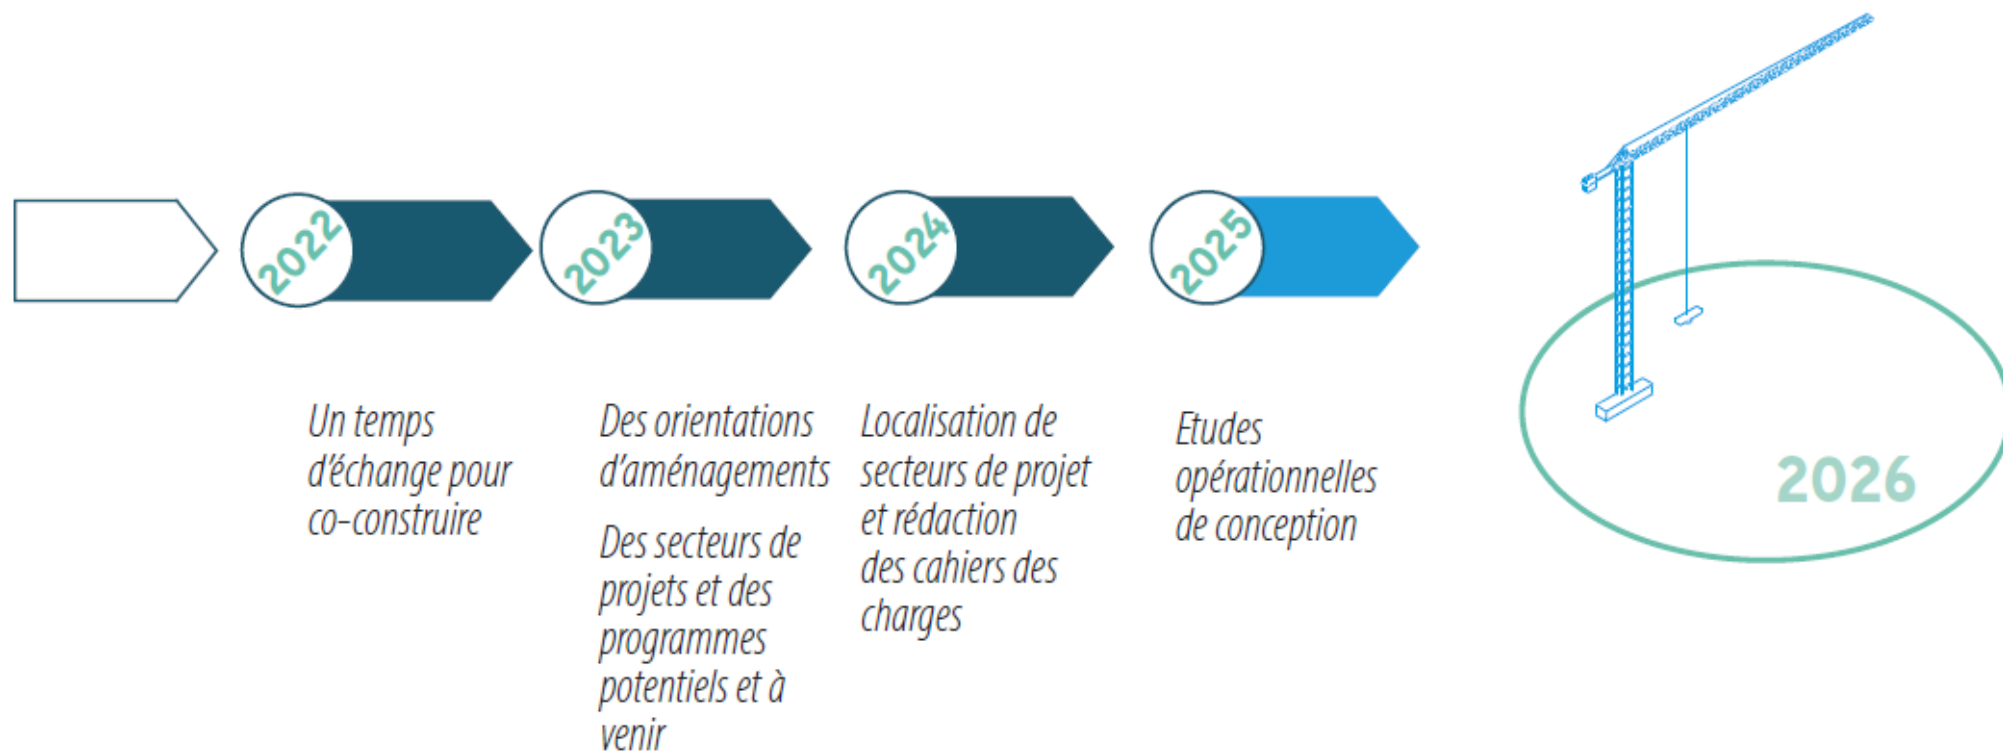 2022
2023
2024
2025
Un temps
d'échange pour
co-construire
Des orientations
d'aménagements
Des secteurs de
projets et des
programmes
potentiels et à
venir
Localisation de
secteurs de projet
et rédaction
des cahiers des
charges
Etudes
opérationnelles
de conception
2026